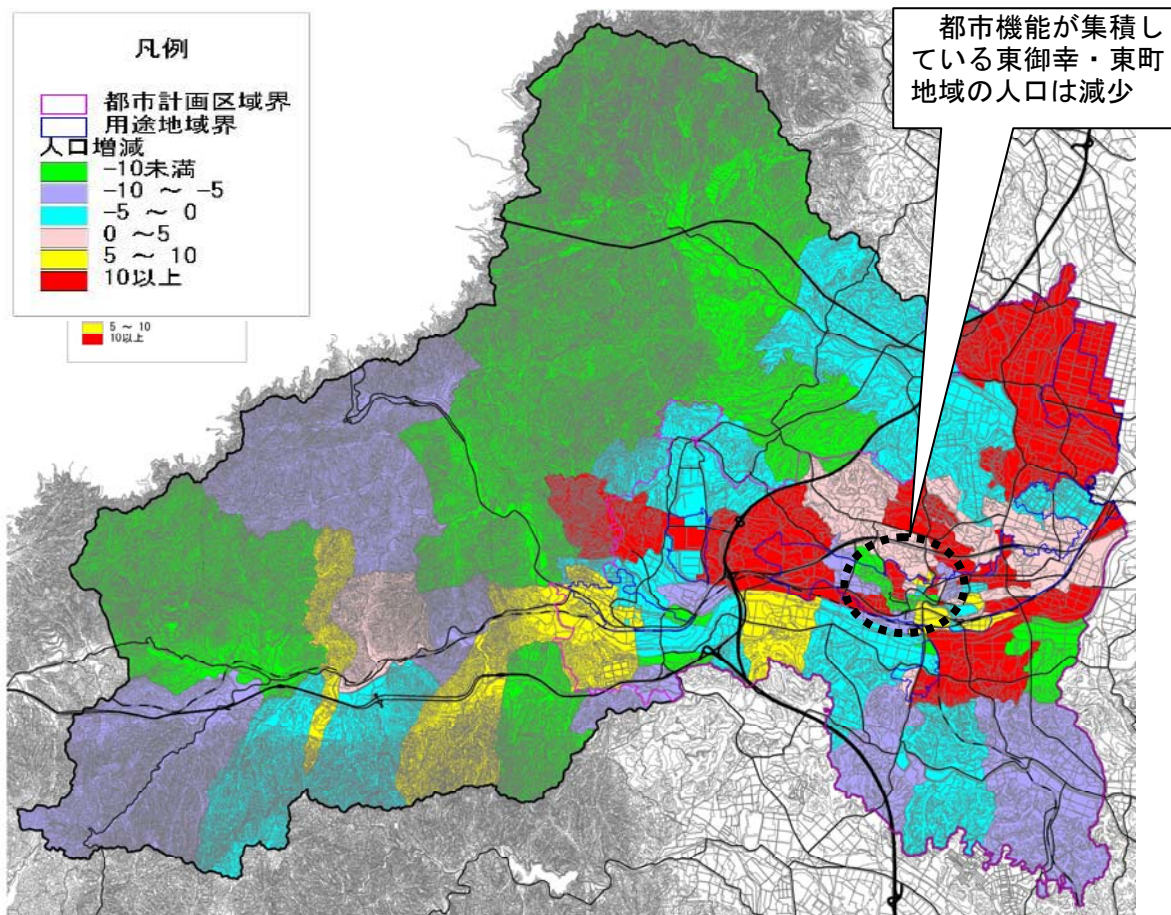 都市機能が集積し
ている東御幸・東町
地域の人口は減少
凡例
都市計画区域界
用途地域界
人口増減
-10未満
-10 ～ -5
-5 ～ 0
0 ～5
5 ～ 10
10以上
5 ～ 10
10以上